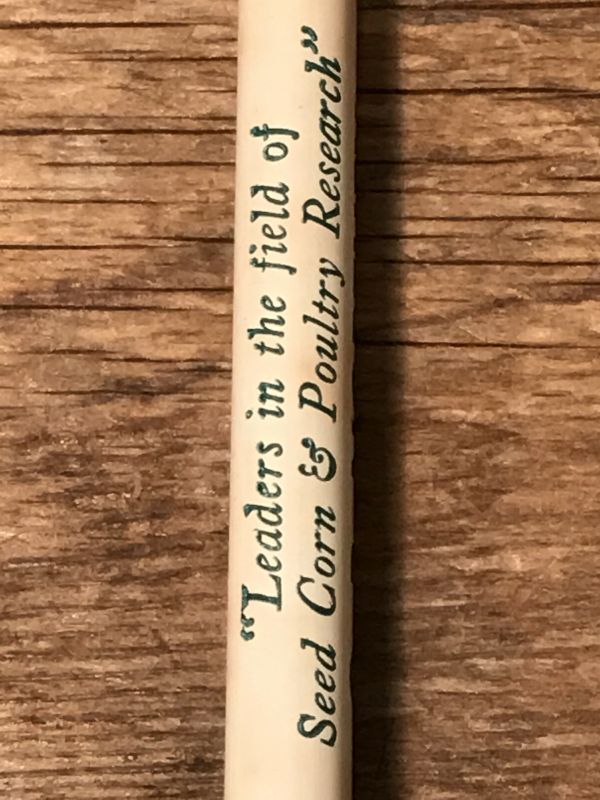 “Leaders in the field of
Seed Corn & Poultry Research”